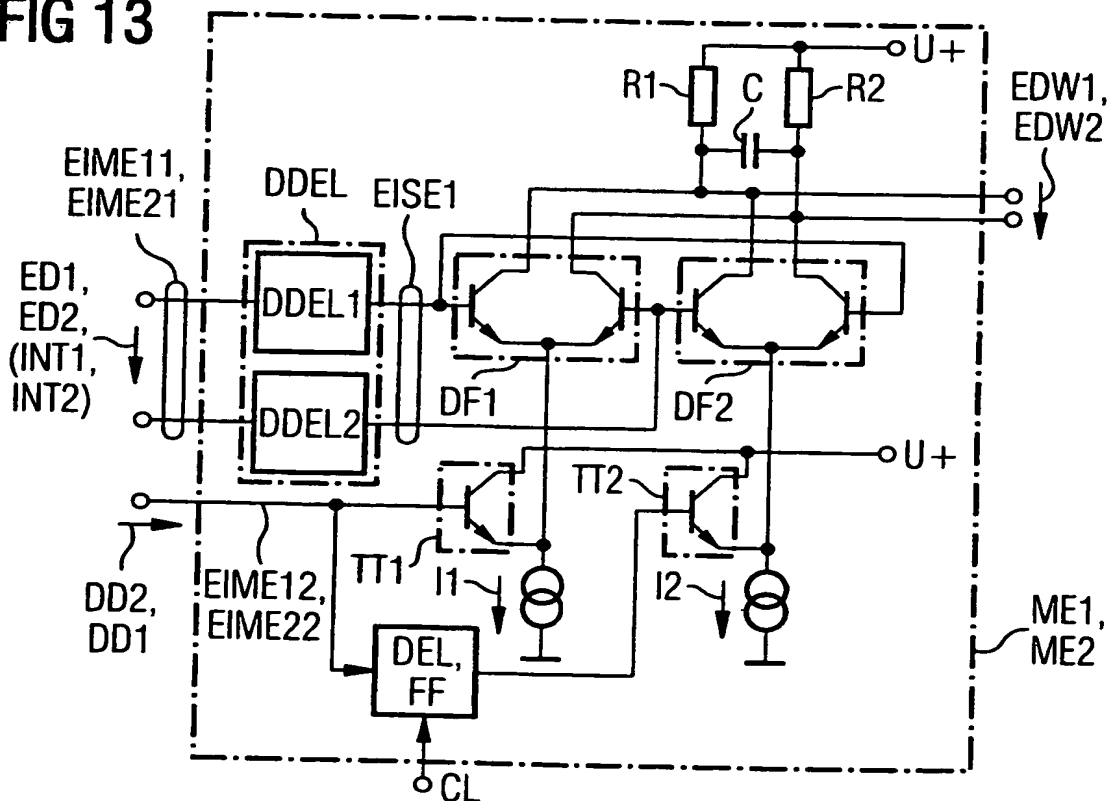 FIG 13
U+
R1
C
R2
EDW1,
EDW2
EIME11,
EIME21
DDEL
EISE1
ED1,
ED2,
(INT1,
INT2)
DDEL1
DDEL2
DF1
DF2
U+
TT1
TT2
I1
I2
DD2,
DD1
EIME12,
EIME22
DEL,
FF
ME1,
ME2
CL